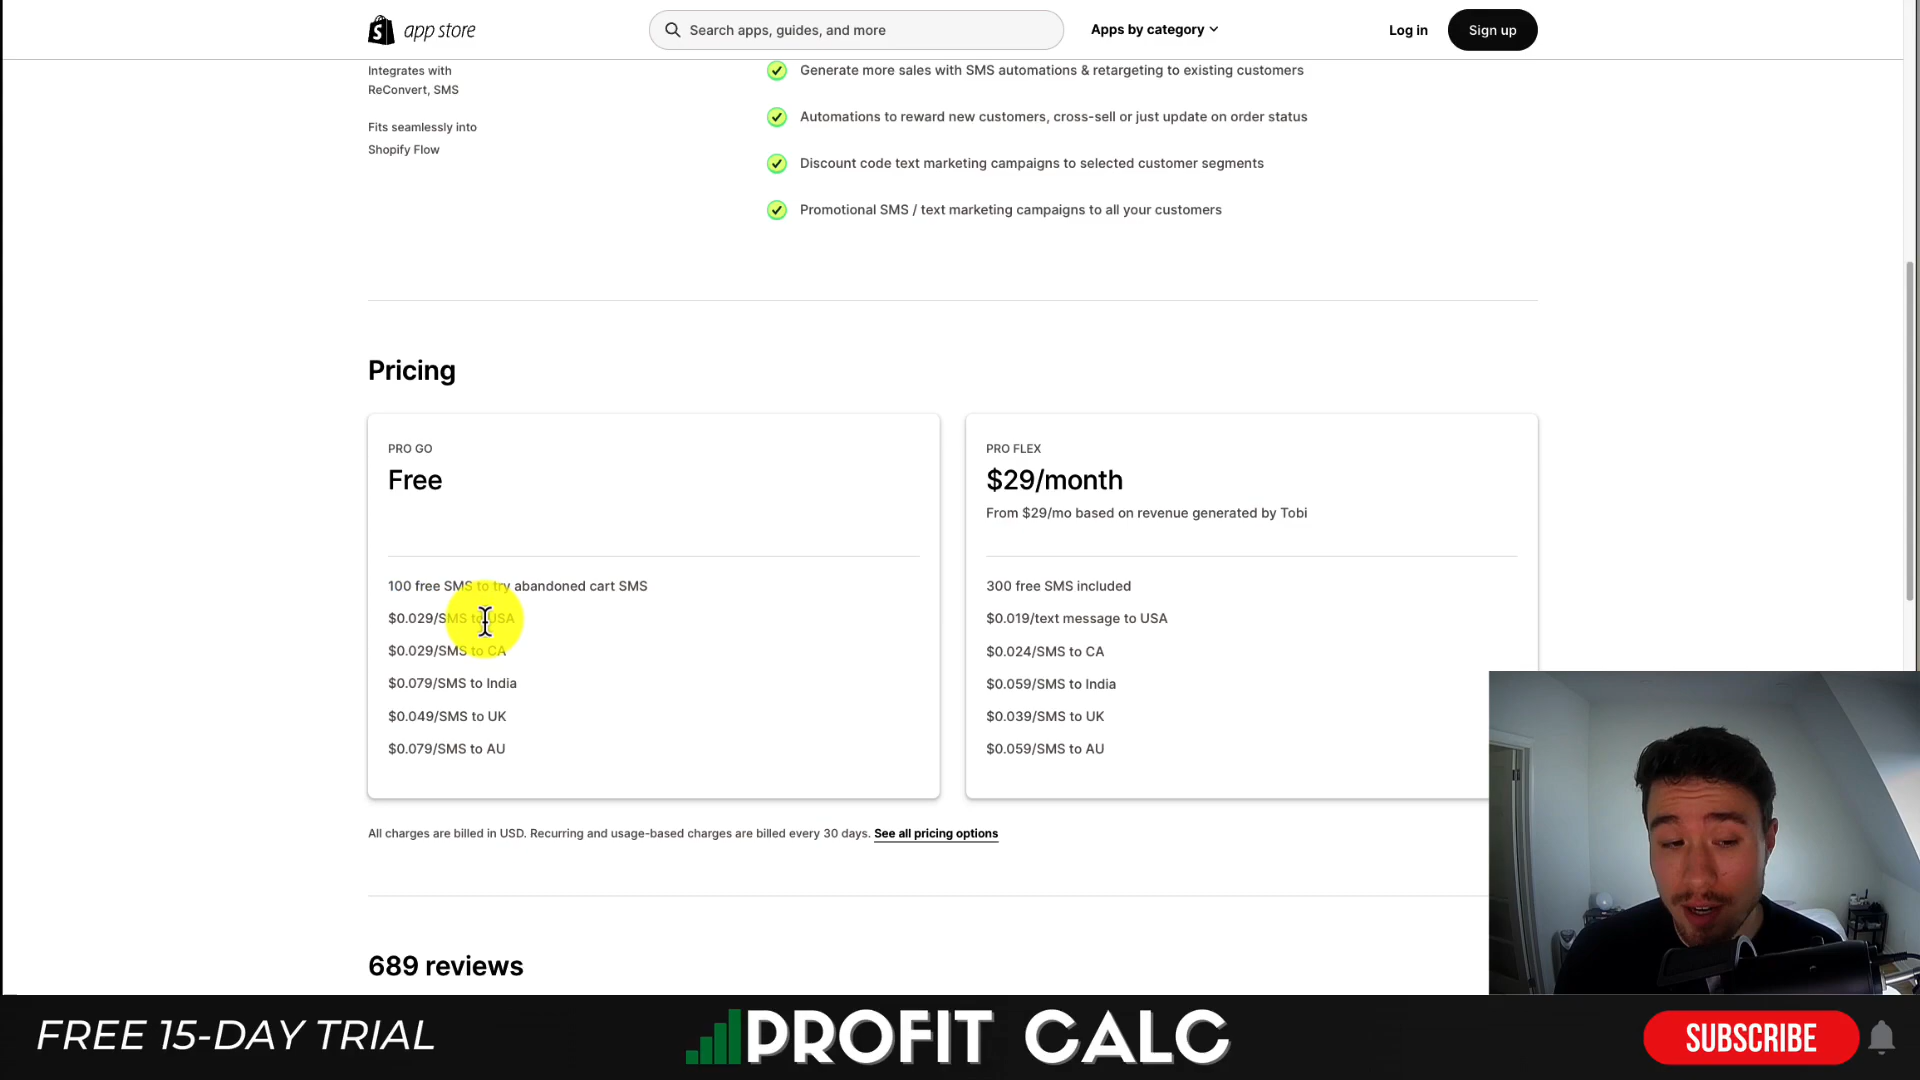 app store
Search apps, guides, and more
Apps by category
Log in
Sign up
Integrates with
ReConvert, SMS
Fits seamlessly into
Shopify Flow
Generate more sales with SMS automations & retargeting to existing customers
Automations to reward new customers, cross-sell or just update on order status
Discount code text marketing campaigns to selected customer segments
Promotional SMS / text marketing campaigns to all your customers
Pricing
PRO GO
Free
100 free SMS to try abandoned cart SMS
$0.029/SMS to USA
$0.029/SMS to CA
$0.079/SMS to India
$0.049/SMS to UK
$0.079/SMS to AU
PRO FLEX
$29/month
From $29/mo based on revenue generated by Tobi
300 free SMS included
$0.019/text message to USA
$0.024/SMS to CA
$0.059/SMS to India
$0.039/SMS to UK
$0.059/SMS to AU
All charges are billed in USD. Recurring and usage-based charges are billed every 30 days. See all pricing options
689 reviews
FREE 15-DAY TRIAL
PROFIT CALC
SUBSCRIBE